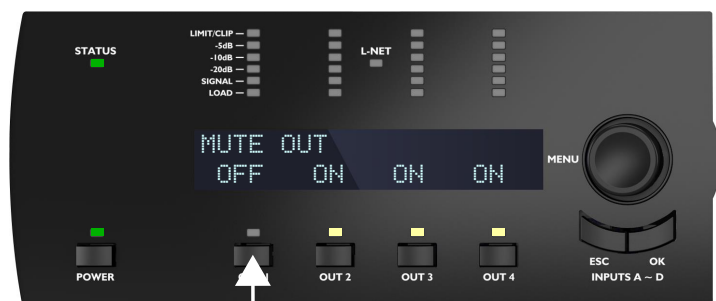 STATUS
LIMIT/CLIP
-5dB
-10dB
-20dB
SIGNAL
LOAD
L-NET
MUTE OUT
OFF ON ON ON
MENU
POWER
OUT 2
OUT 3
OUT 4
ESC OK
INPUTS A ~ D